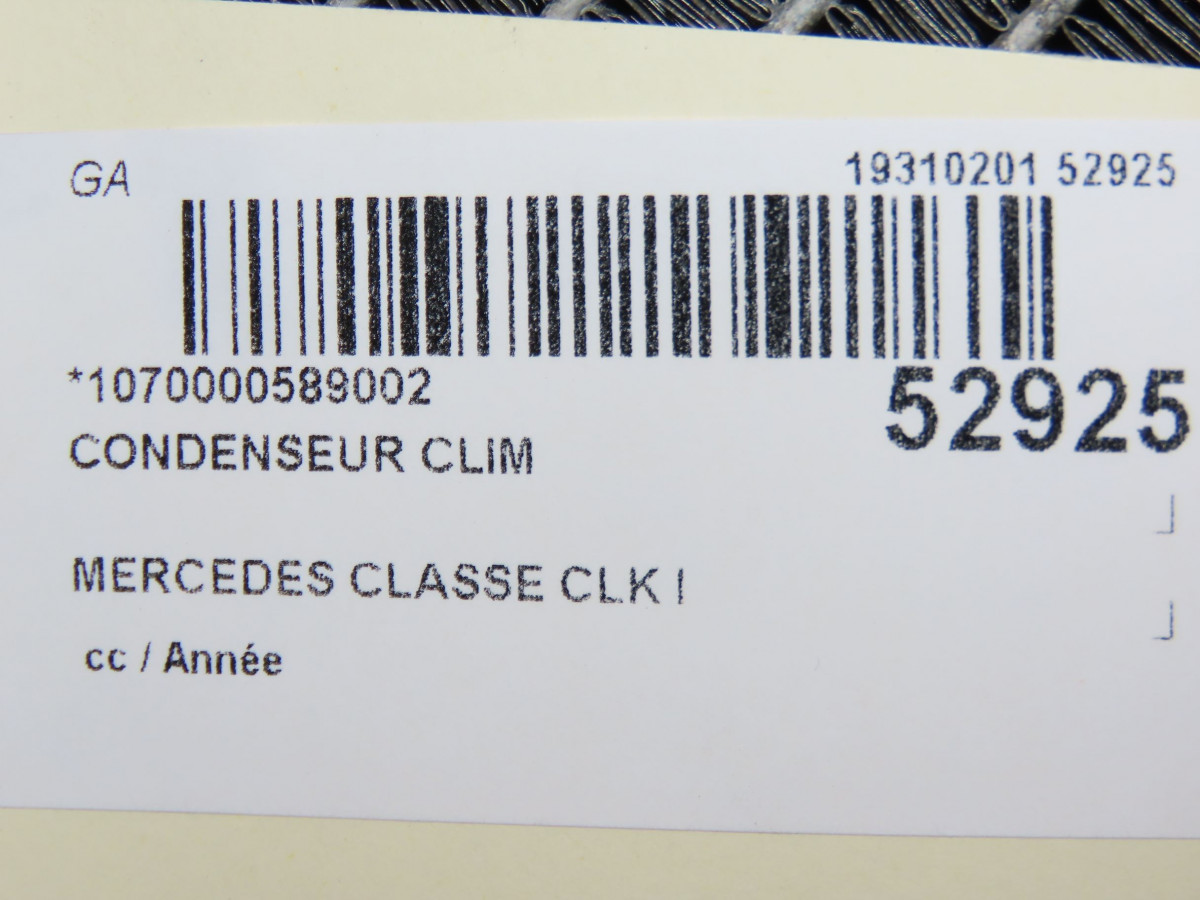 GA 19310201 52925
*1070000589002
52925
CONDENSEUR CLIM
MERCEDES CLASSE CLK I
cc / Année